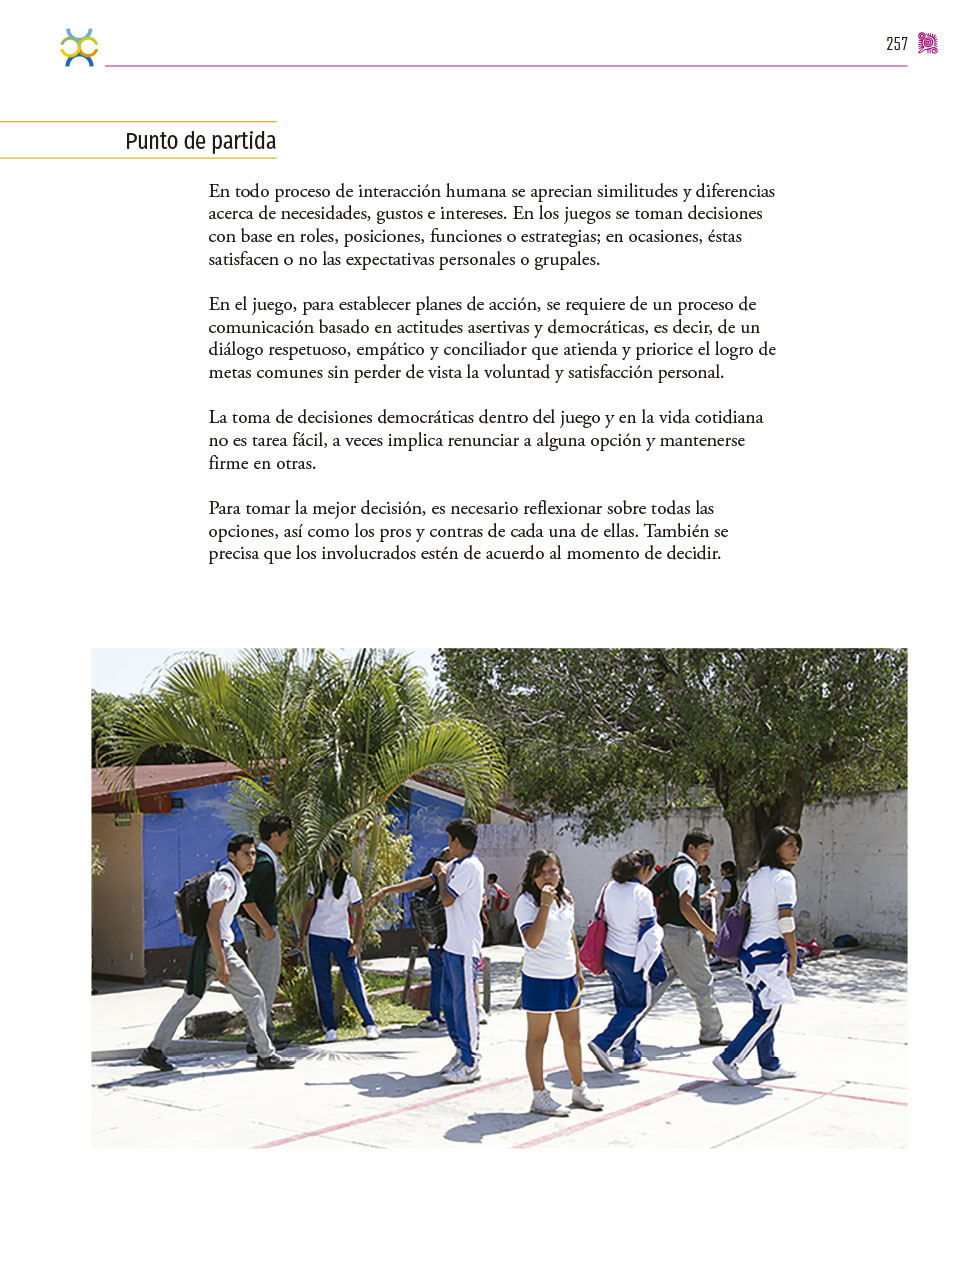 257
Punto de partida
En todo proceso de interacción humana se aprecian similitudes y diferencias
acerca de necesidades, gustos e intereses. En los juegos se toman decisiones
con base en roles, posiciones, funciones o estrategias; en ocasiones, éstas
satisfacen o no las expectativas personales o grupales.
En el juego, para establecer planes de acción, se requiere de un proceso de
comunicación basado en actitudes asertivas y democráticas, es decir, de un
diálogo respetuoso, empático y conciliador que atienda y priorice el logro de
metas comunes sin perder de vista la voluntad y satisfacción personal.
La toma de decisiones democráticas dentro del juego y en la vida cotidiana
no es tarea fácil, a veces implica renunciar a alguna opción y mantenerse
firme en otras.
Para tomar la mejor decisión, es necesario reflexionar sobre todas las
opciones, así como los pros y contras de cada una de ellas. También se
precisa que los involucrados estén de acuerdo al momento de decidir.